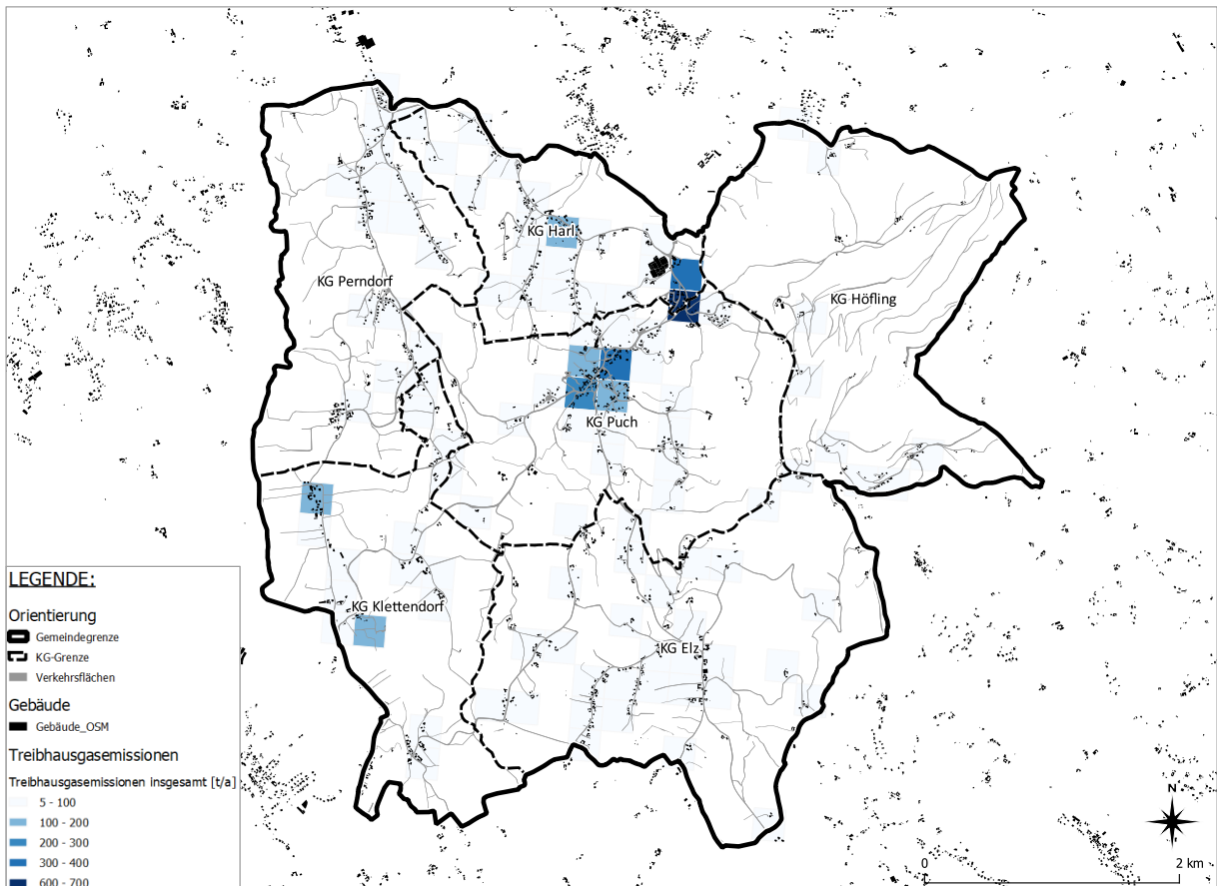 KG Harl
KG Perndorf
KG Höfling
KG Puch
KG Klettendorf
KG Elz
LEGENDE:
Orientierung
Gemeindegrenze
KG-Grenze
Verkehrsflächen
Gebäude
Gebäude_OSM
Treibhausgasemissionen
Treibhausgasemissionen insgesamt [t/a]
5 - 100
100 - 200
200 - 300
300 - 400
600 - 700
N
0 2 km